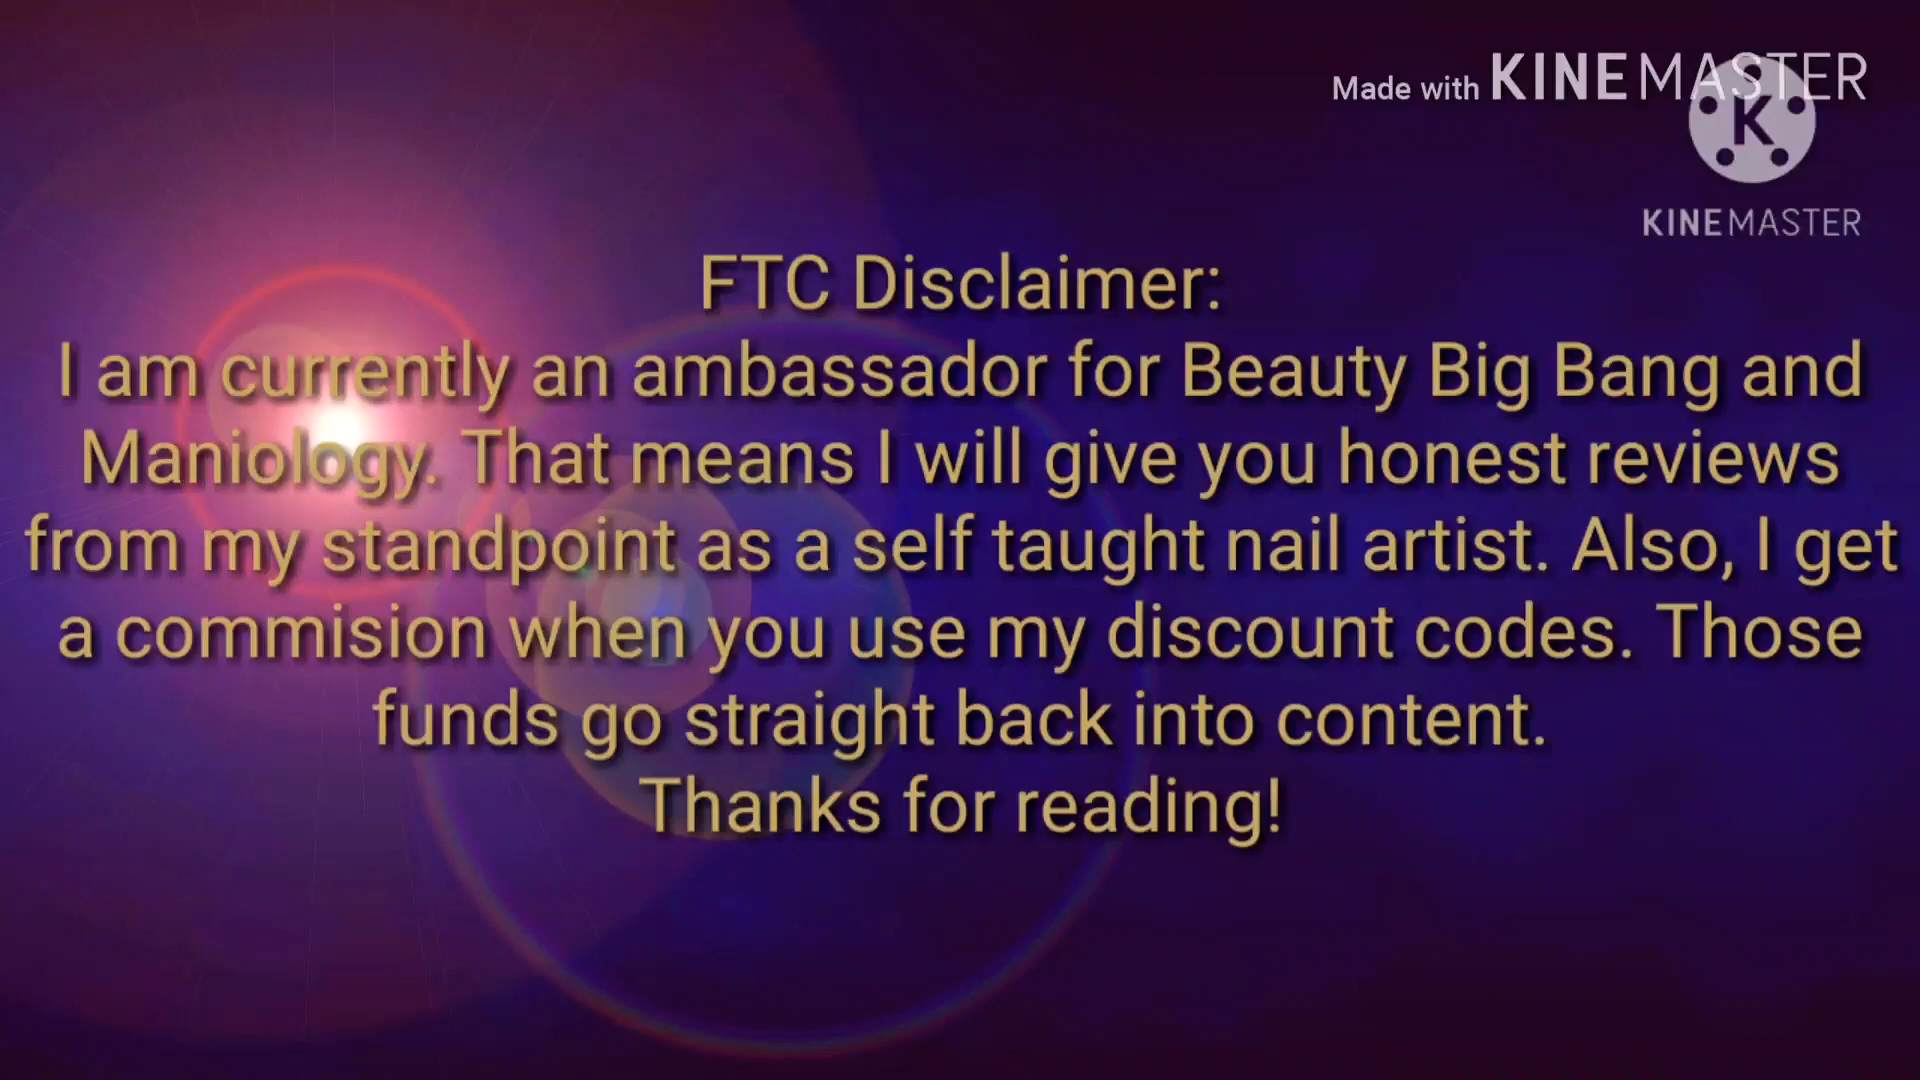 Made with KINEMASTER
K
KINEMASTER
FTC Disclaimer:
I am currently an ambassador for Beauty Big Bang and
Maniology. That means I will give you honest reviews
from my standpoint as a self taught nail artist. Also, I get
a commision when you use my discount codes. Those
funds go straight back into content.
Thanks for reading!